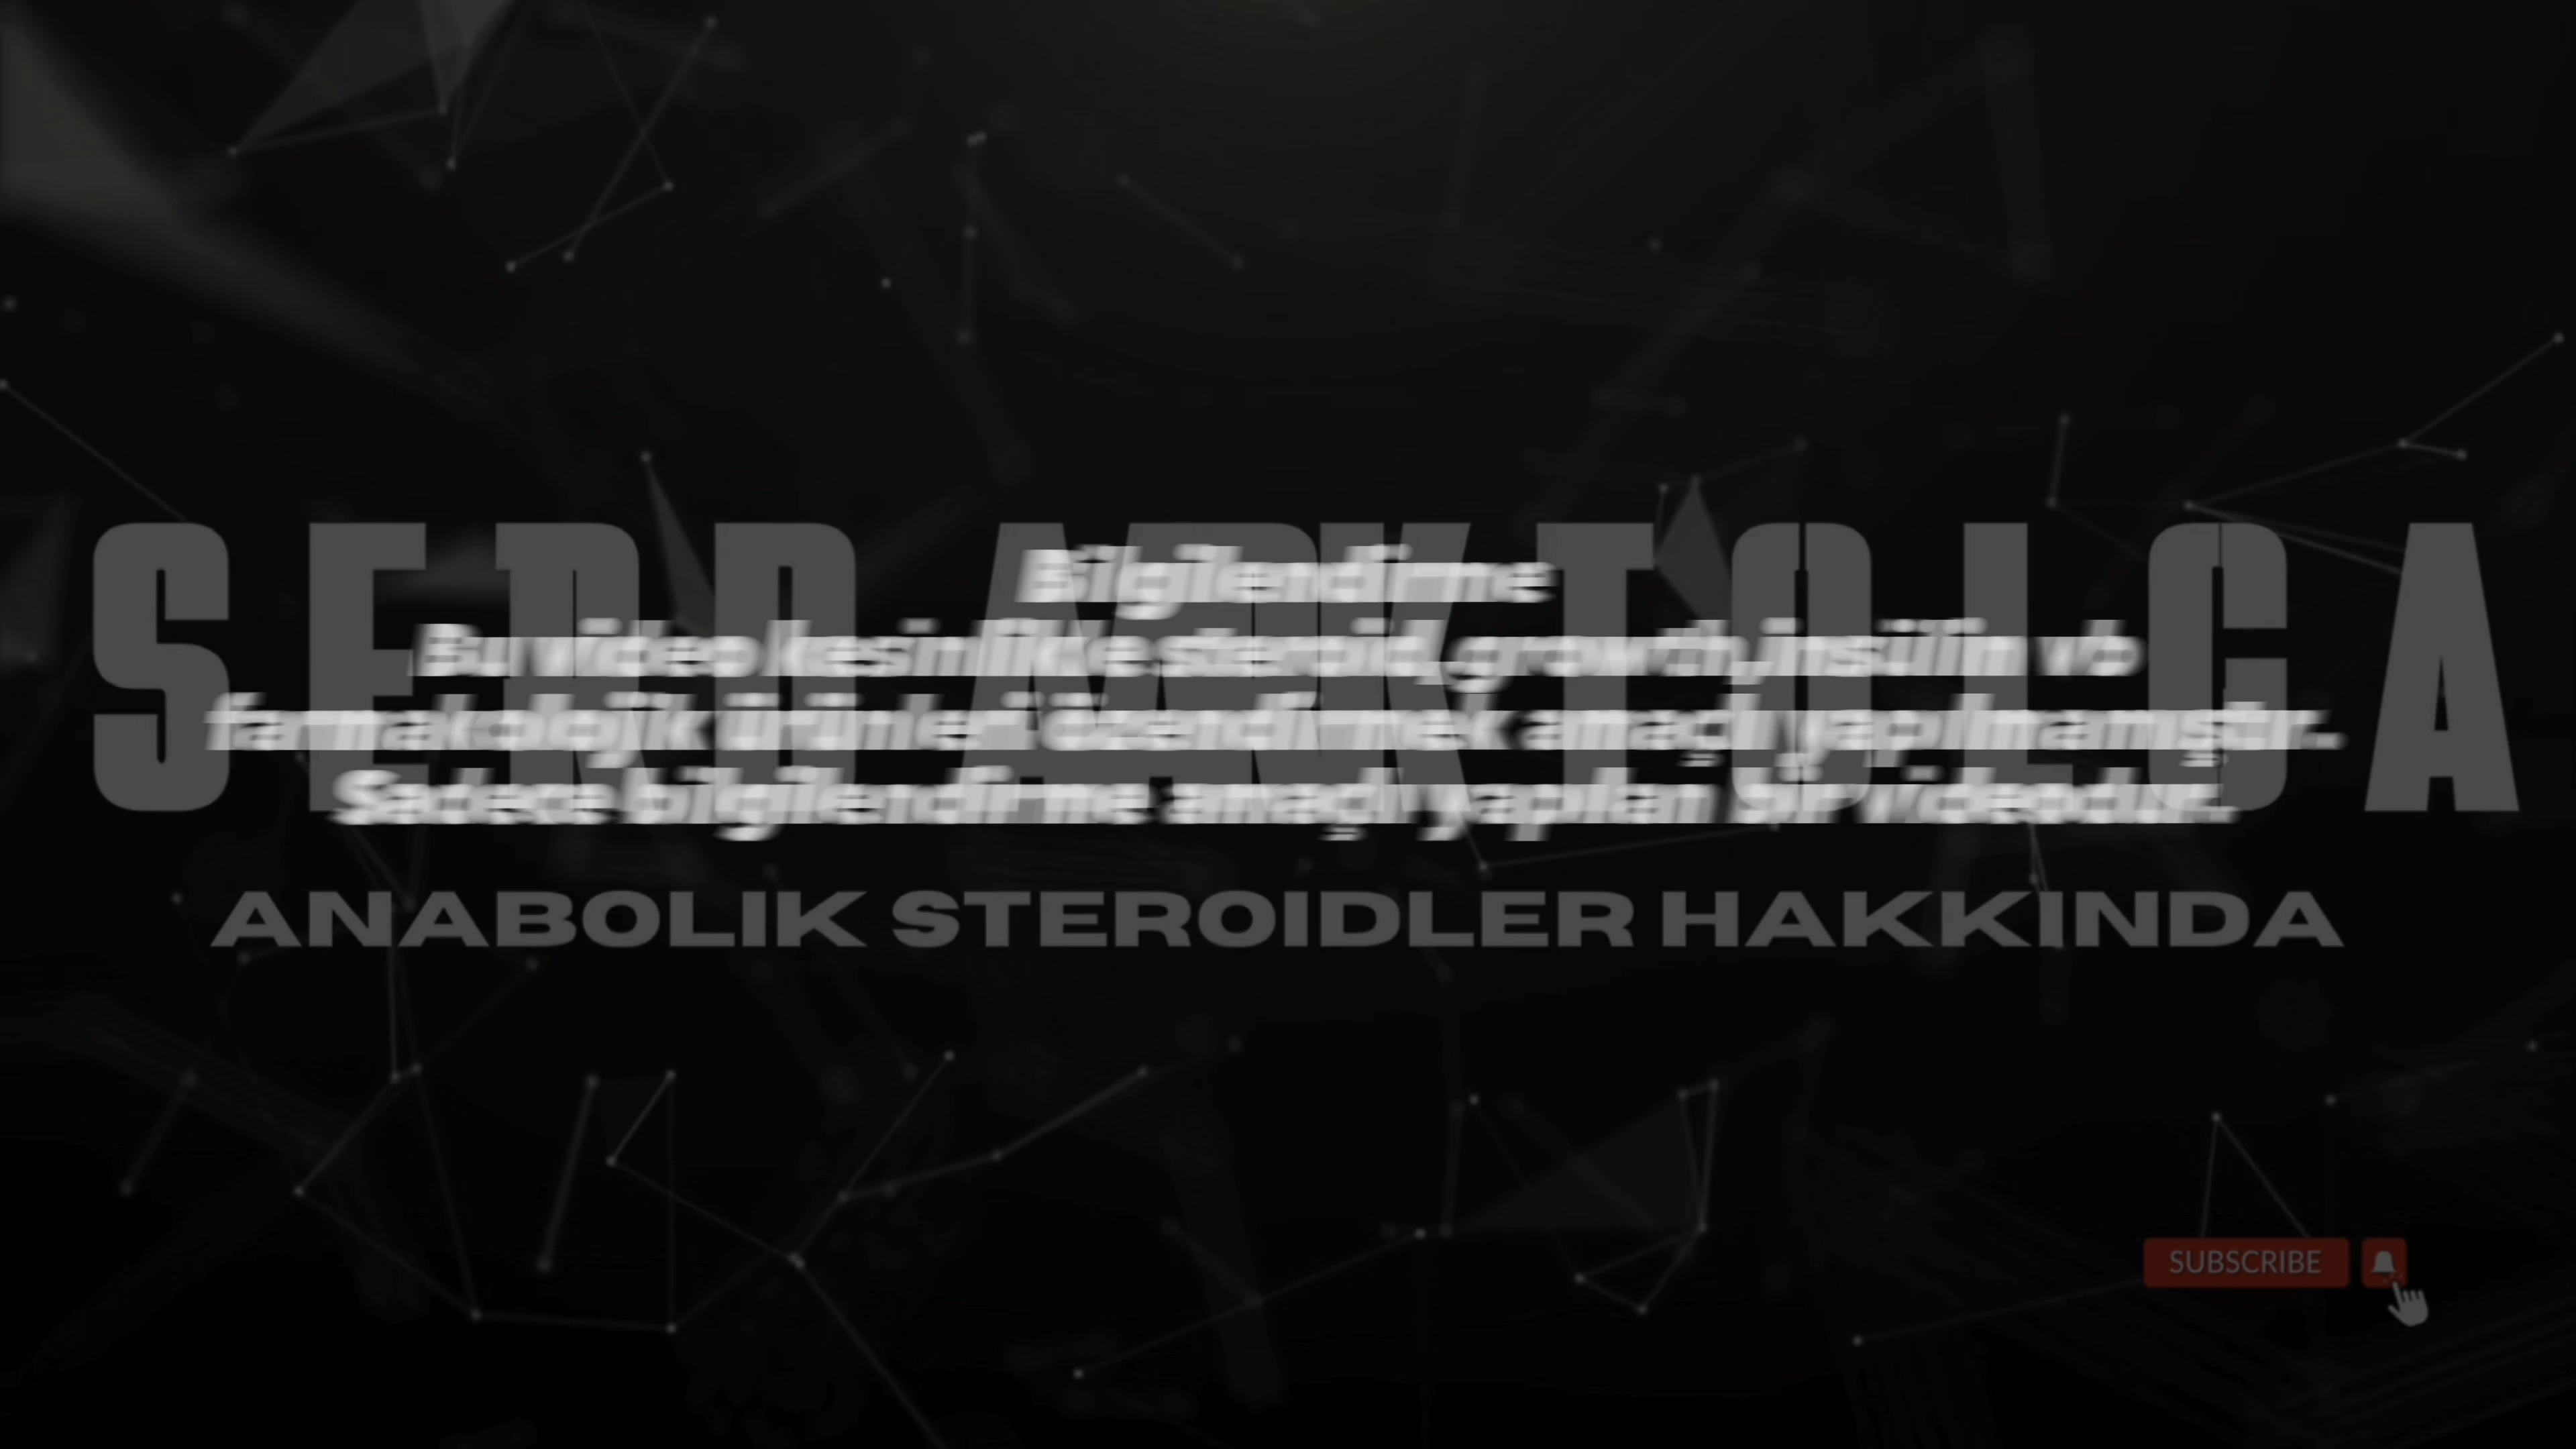 Bilgilendirme
Bu video kesinlikle steroid, growth, insülin vb
farmakolojik ürünleri özendirmek amaçlı yapılmamıştır..
Sadece bilgilendirme amaçlı yapılan bir videodur..
ANABOLIK STEROIDLER HAKKINDA
SUBSCRIBE